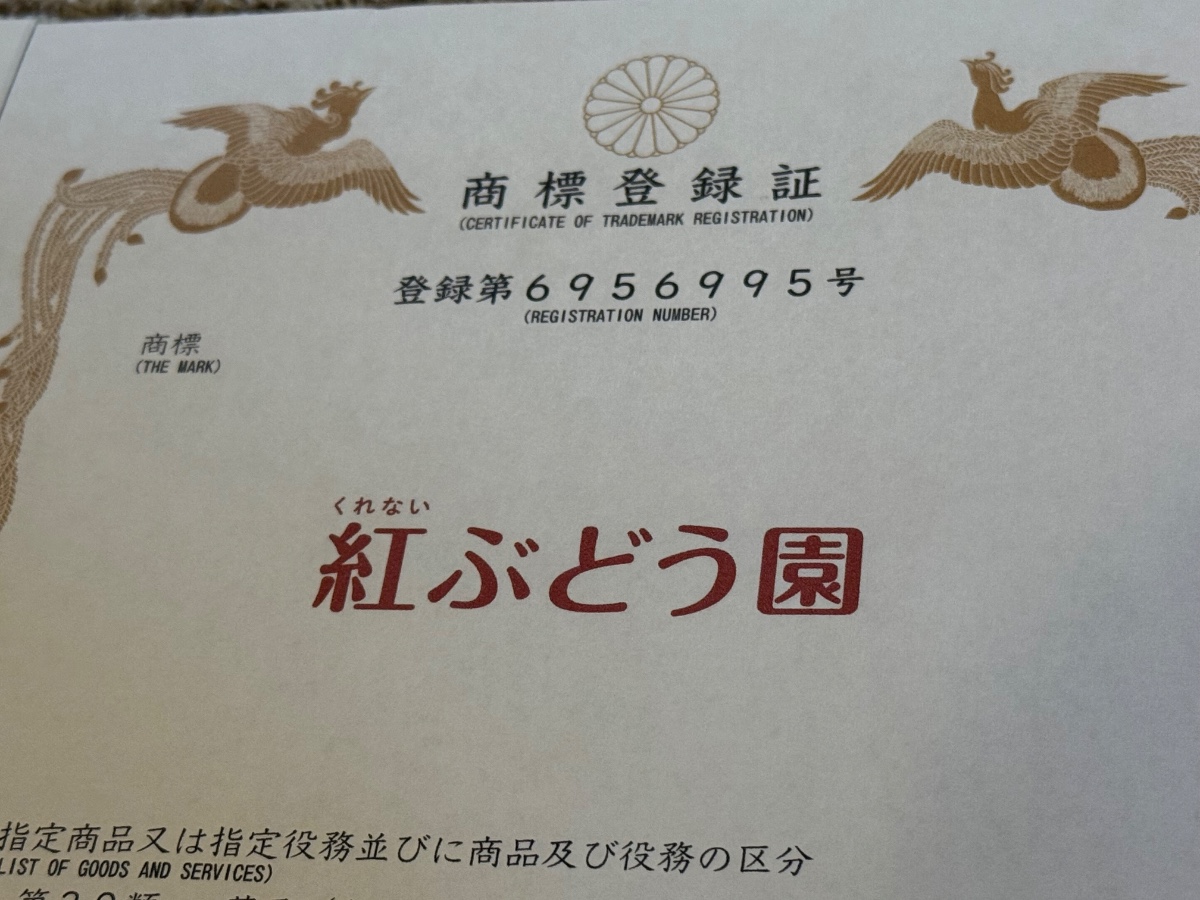 商標登録証
(CERTIFICATE OF TRADEMARK REGISTRATION)
登録第6956995号
(REGISTRATION NUMBER)
商標
(THE MARK)
くれない
紅ぶどう園
指定商品又は指定役務並びに商品及び役務の区分
LIST OF GOODS AND SERVICES)